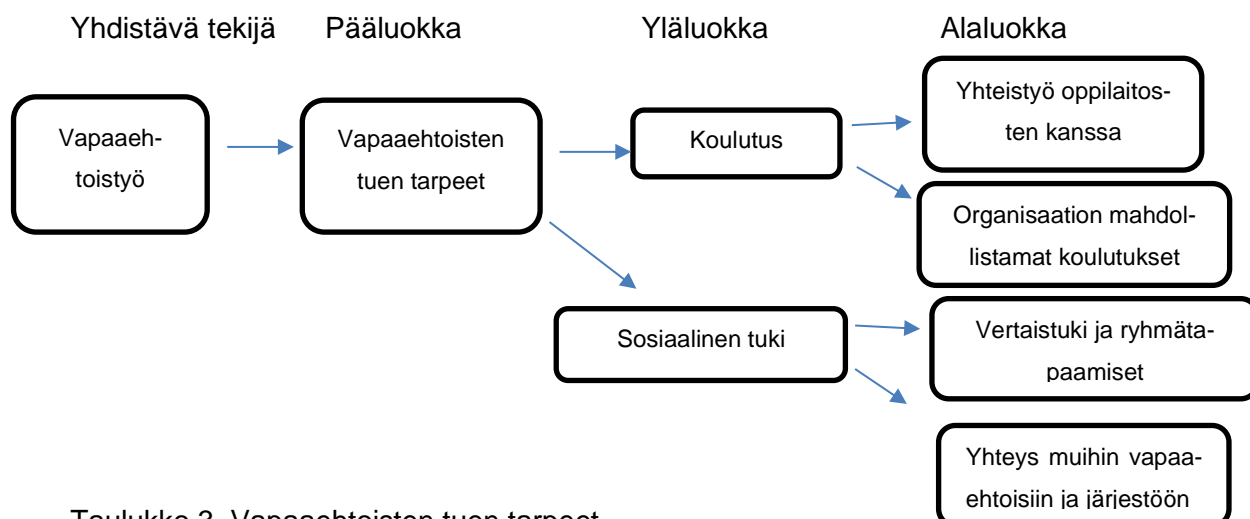 Yhdistävä tekijä Pääluokka Yläluokka Alaluokka
Vapaaeh-
toistyö
Vapaaehtoisten
tuen tarpeet
Koulutus
Yhteistyö oppilaitos-
ten kanssa
Organisaation mahdol-
listamat koulutukset
Sosiaalinen tuki
Vertaistuki ja ryhmäta-
paamiset
Yhteys muihin vapaa-
ehtoisiin ja järjestöön
Taulukko 3. Vapaaehtoisten tuen tarpeet